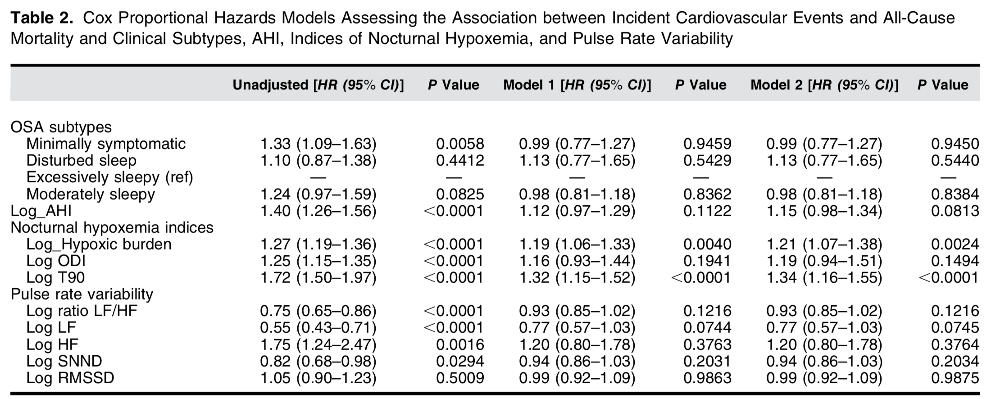 Table 2. Cox Proportional Hazards Models Assessing the Association between Incident Cardiovascular Events and All-Cause
Mortality and Clinical Subtypes, AHI, Indices of Nocturnal Hypoxemia, and Pulse Rate Variability
Unadjusted [HR (95% CI)] P Value Model 1 [HR (95% CI)] P Value Model 2 [HR (95% CI)] P Value
OSA subtypes
Minimally symptomatic 1.33 (1.09–1.63) 0.0058 0.99 (0.77–1.27) 0.9459 0.99 (0.77–1.27) 0.9450
Disturbed sleep 1.10 (0.87–1.38) 0.4412 1.13 (0.77–1.65) 0.5429 1.13 (0.77–1.65) 0.5440
Excessively sleepy (ref) — — — — — —
Moderately sleepy 1.24 (0.97–1.59) 0.0825 0.98 (0.81–1.18) 0.8362 0.98 (0.81–1.18) 0.8384
Log_AHI 1.40 (1.26–1.56) <0.0001 1.12 (0.97–1.29) 0.1122 1.15 (0.98–1.34) 0.0813
Nocturnal hypoxemia indices
Log_Hypoxic burden 1.27 (1.19–1.36) <0.0001 1.19 (1.06–1.33) 0.0040 1.21 (1.07–1.38) 0.0024
Log ODI 1.25 (1.15–1.35) <0.0001 1.16 (0.93–1.44) 0.1941 1.19 (0.94–1.51) 0.1494
Log T90 1.72 (1.50–1.97) <0.0001 1.32 (1.15–1.52) <0.0001 1.34 (1.16–1.55) <0.0001
Pulse rate variability
Log ratio LF/HF 0.75 (0.65–0.86) <0.0001 0.93 (0.85–1.02) 0.1216 0.93 (0.85–1.02) 0.1216
Log LF 0.55 (0.43–0.71) <0.0001 0.77 (0.57–1.03) 0.0744 0.77 (0.57–1.03) 0.0745
Log HF 1.75 (1.24–2.47) 0.0016 1.20 (0.80–1.78) 0.3763 1.20 (0.80–1.78) 0.3764
Log SNND 0.82 (0.68–0.98) 0.0294 0.94 (0.86–1.03) 0.2031 0.94 (0.86–1.03) 0.2034
Log RMSSD 1.05 (0.90–1.23) 0.5009 0.99 (0.92–1.09) 0.9863 0.99 (0.92–1.09) 0.9875